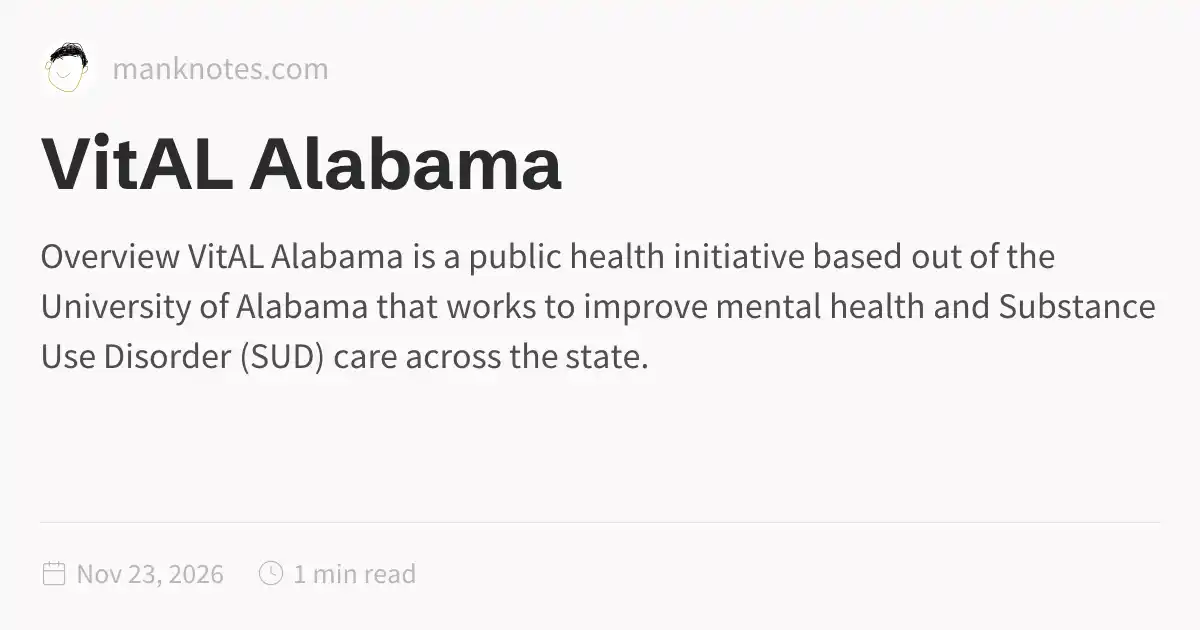 manknotes.com
VitAL Alabama
Overview VitAL Alabama is a public health initiative based out of the
University of Alabama that works to improve mental health and Substance
Use Disorder (SUD) care across the state.
Nov 23, 2026 1 min read